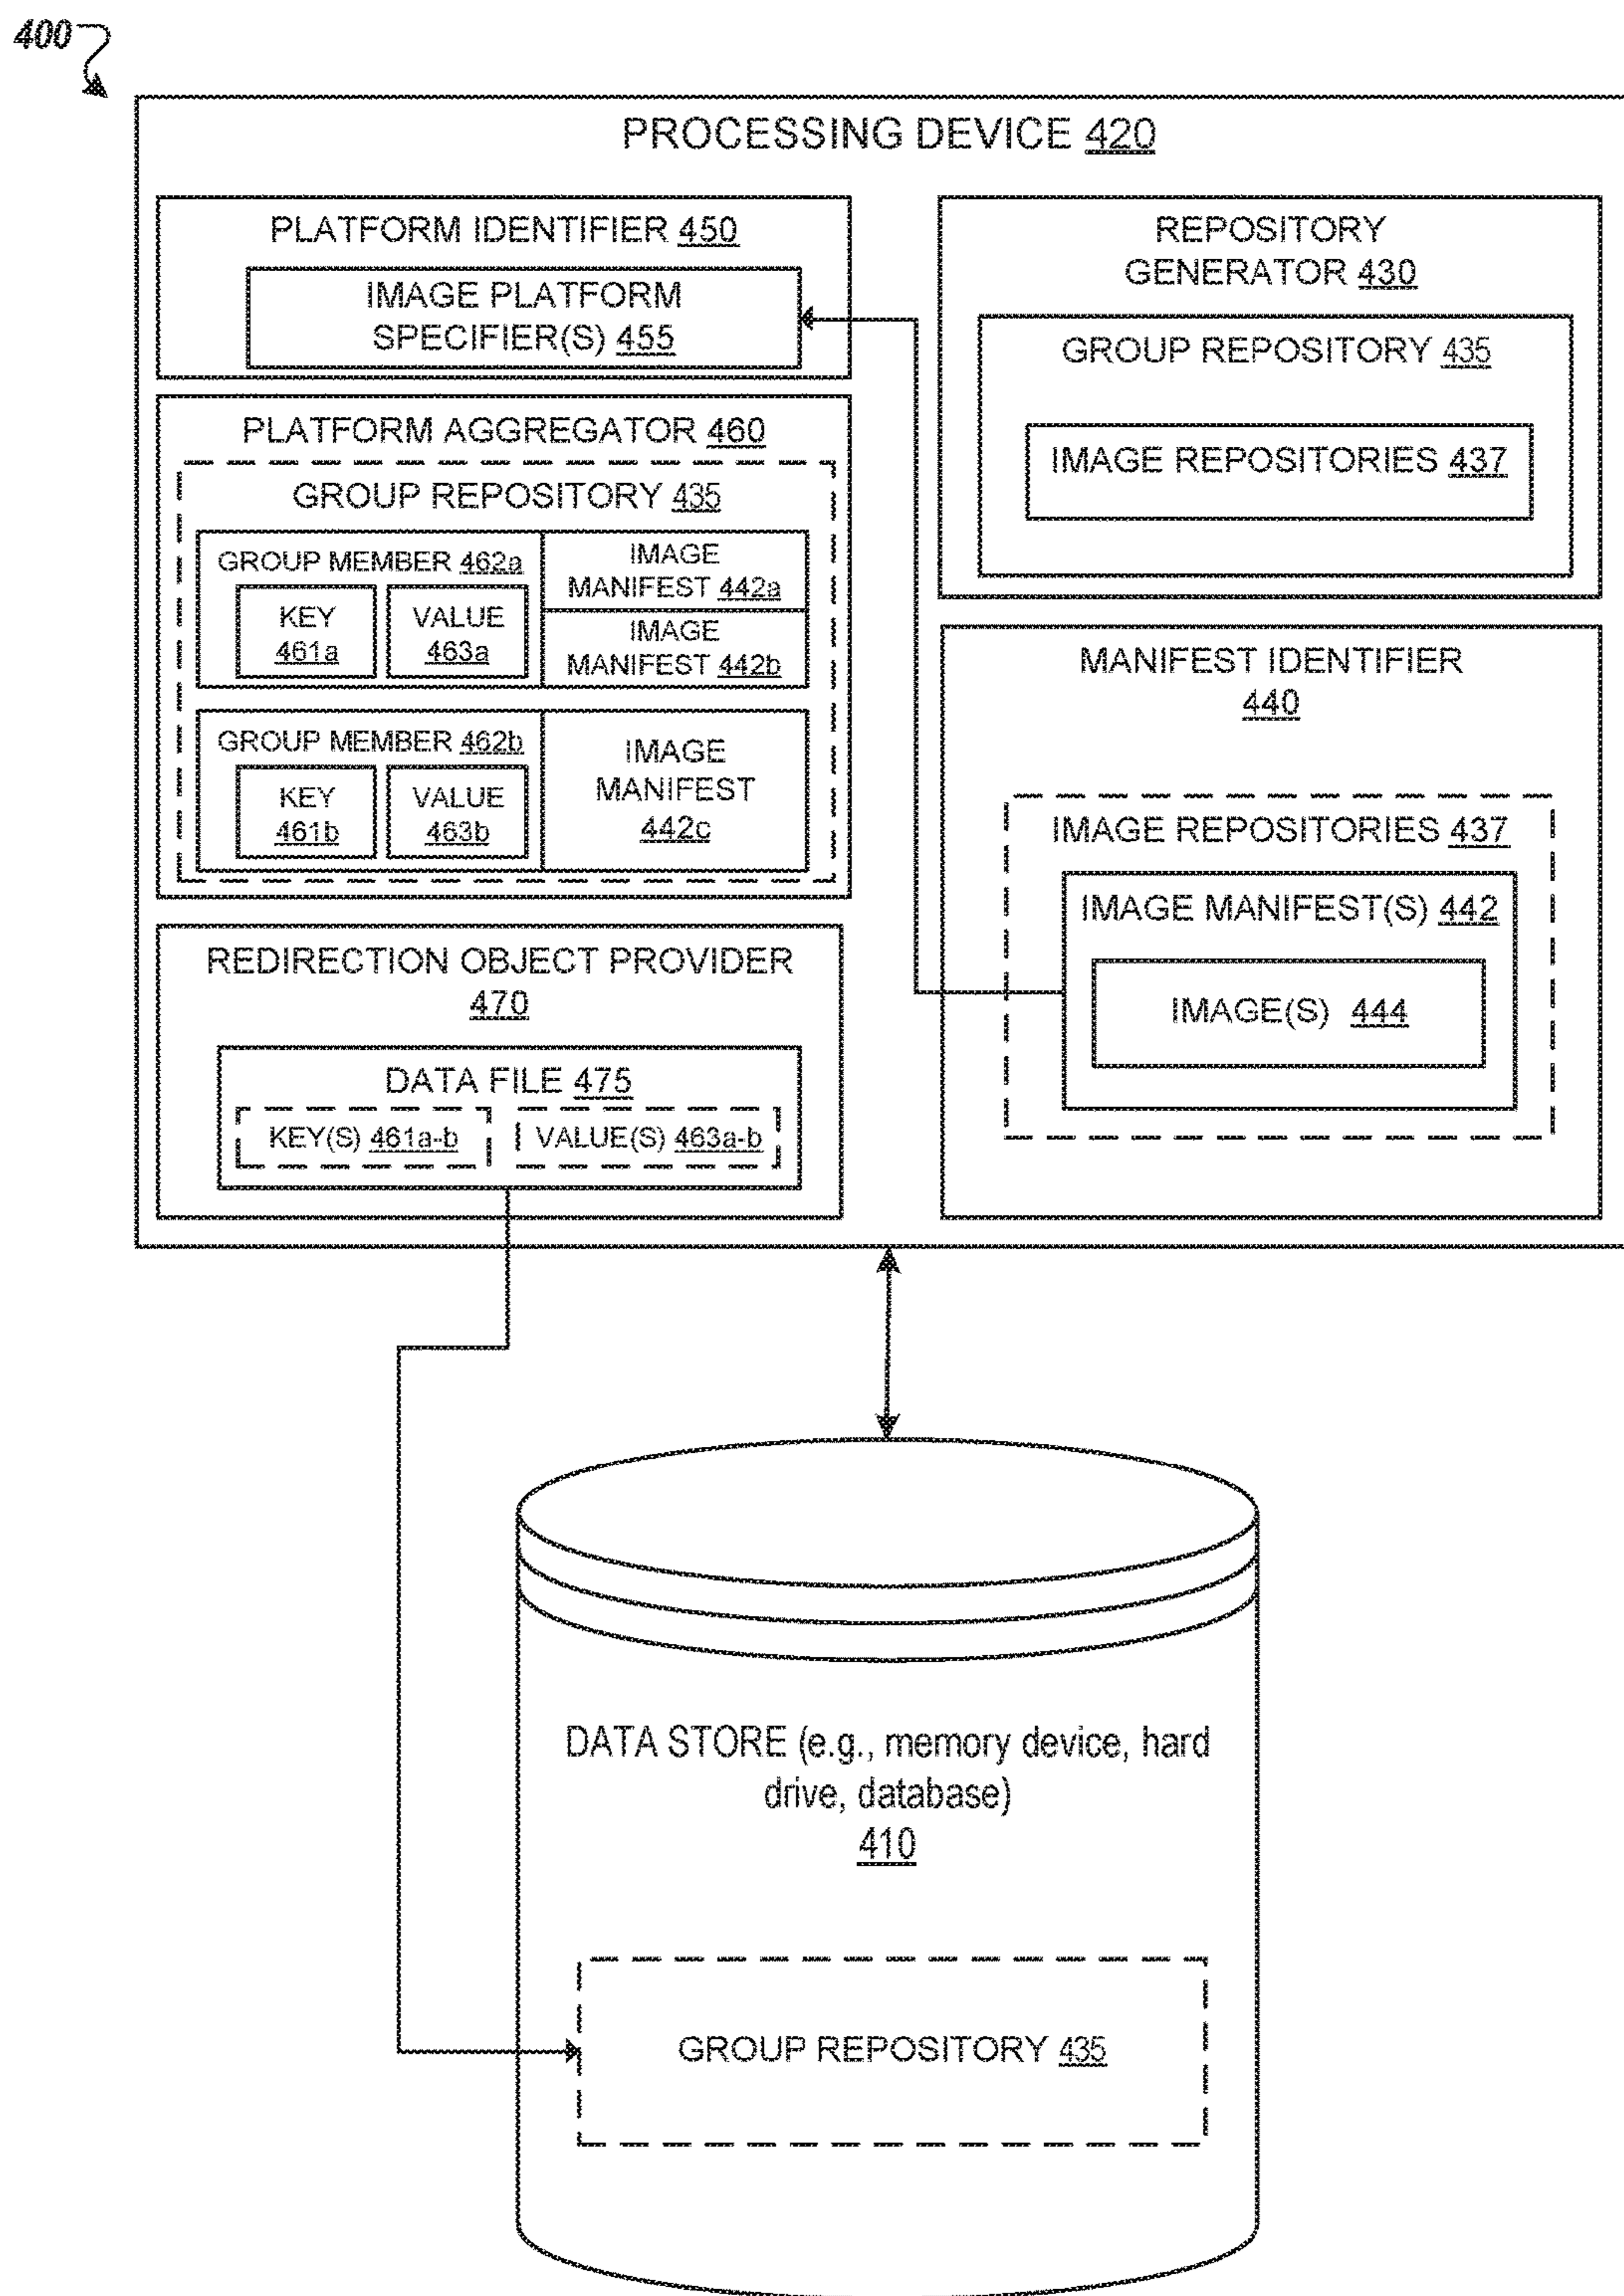 400
PROCESSING DEVICE 420
PLATFORM IDENTIFIER 450
IMAGE PLATFORM
SPECIFIER(S) 455
PLATFORM AGGREGATOR 460
GROUP REPOSITORY 435
GROUP MEMBER 462a
KEY
461a
VALUE
463a
IMAGE
MANIFEST 442a
IMAGE
MANIFEST 442b
GROUP MEMBER 462b
KEY
461b
VALUE
463b
IMAGE
MANIFEST
442c
REDIRECTION OBJECT PROVIDER
470
DATA FILE 475
KEY(S) 461a-b
VALUE(S) 463a-b
REPOSITORY
GENERATOR 430
GROUP REPOSITORY 435
IMAGE REPOSITORIES 437
MANIFEST IDENTIFIER
440
IMAGE REPOSITORIES 437
IMAGE MANIFEST(S) 442
IMAGE(S) 444
DATA STORE (e.g., memory device, hard
drive, database)
410
GROUP REPOSITORY 435